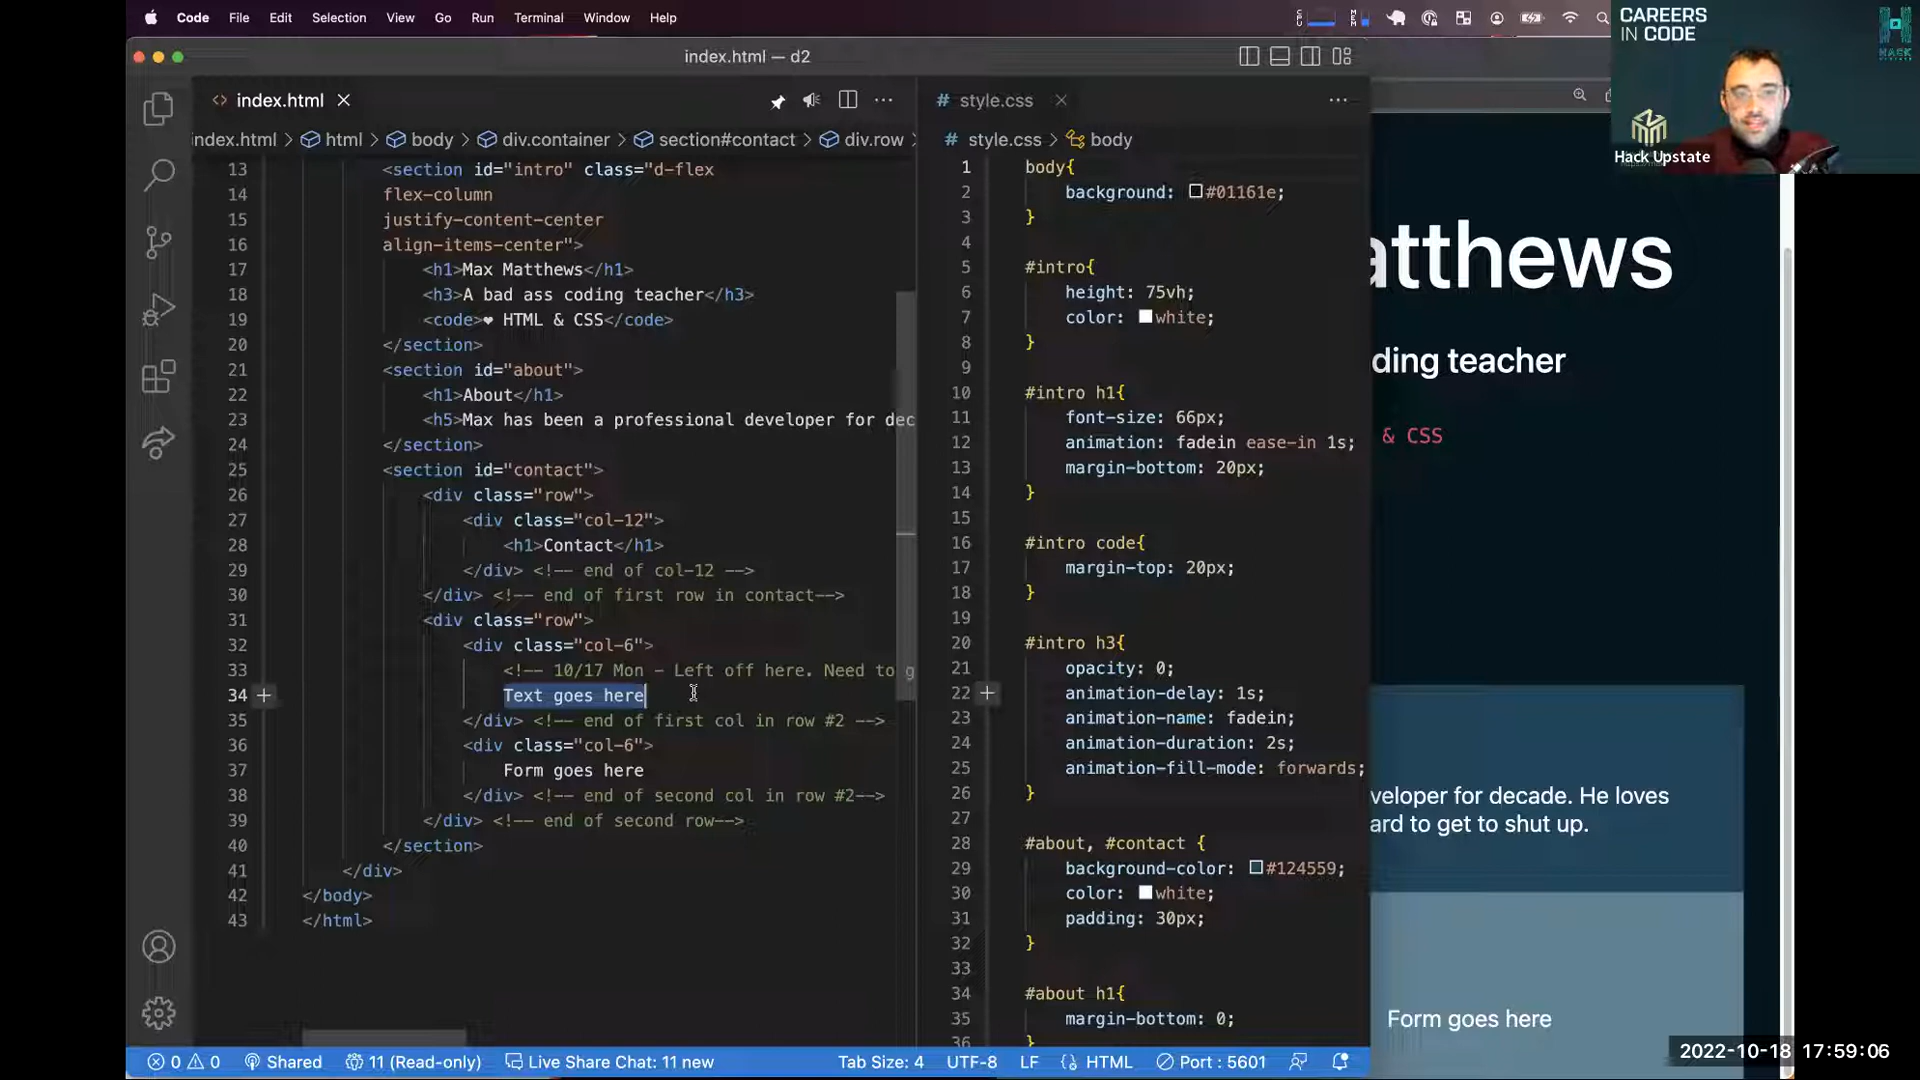 Code File Edit Selection View Go Run Terminal Window Help
CAREERS
IN CODE
HACK
UPSTATE
Hack Upstate
index.html — d2
index.html
index.html > html > body > div.container > section#contact > div.row >
13 <section id="intro" class="d-flex
14 flex-column
15 justify-content-center
16 align-items-center">
17 <h1>Max Matthews</h1>
18 <h3>A bad ass coding teacher</h3>
19 <code>❤ HTML & CSS</code>
20 </section>
21 <section id="about">
22 <h1>About</h1>
23 <h5>Max has been a professional developer for dec
24 </section>
25 <section id="contact">
26 <div class="row">
27 <div class="col-12">
28 <h1>Contact</h1>
29 </div> <!-- end of col-12 -->
30 </div> <!-- end of first row in contact-->
31 <div class="row">
32 <div class="col-6">
33 <!-- 10/17 Mon - Left off here. Need to g
34 Text goes here
35 </div> <!-- end of first col in row #2 -->
36 <div class="col-6">
37 Form goes here
38 </div> <!-- end of second col in row #2-->
39 </div> <!-- end of second row-->
40 </section>
41 </div>
42 </body>
43 </html>
# style.css
# style.css > body
1 body{
2 background: #01161e;
3 }
4
5 #intro{
6 height: 75vh;
7 color: white;
8 }
9
10 #intro h1{
11 font-size: 66px;
12 animation: fadein ease-in 1s;
13 margin-bottom: 20px;
14 }
15
16 #intro code{
17 margin-top: 20px;
18 }
19
20 #intro h3{
21 opacity: 0;
22 animation-delay: 1s;
23 animation-name: fadein;
24 animation-duration: 2s;
25 animation-fill-mode: forwards;
26 }
27
28 #about, #contact {
29 background-color: #124559;
30 color: white;
31 padding: 30px;
32 }
33
34 #about h1{
35 margin-bottom: 0;
36 }
atthews
ding teacher
& CSS
veloper for decade. He loves
ard to get to shut up.
Form goes here
0 0 Shared 11 (Read-only) Live Share Chat: 11 new Tab Size: 4 UTF-8 LF HTML Port : 5601
2022-10-18 17:59:06